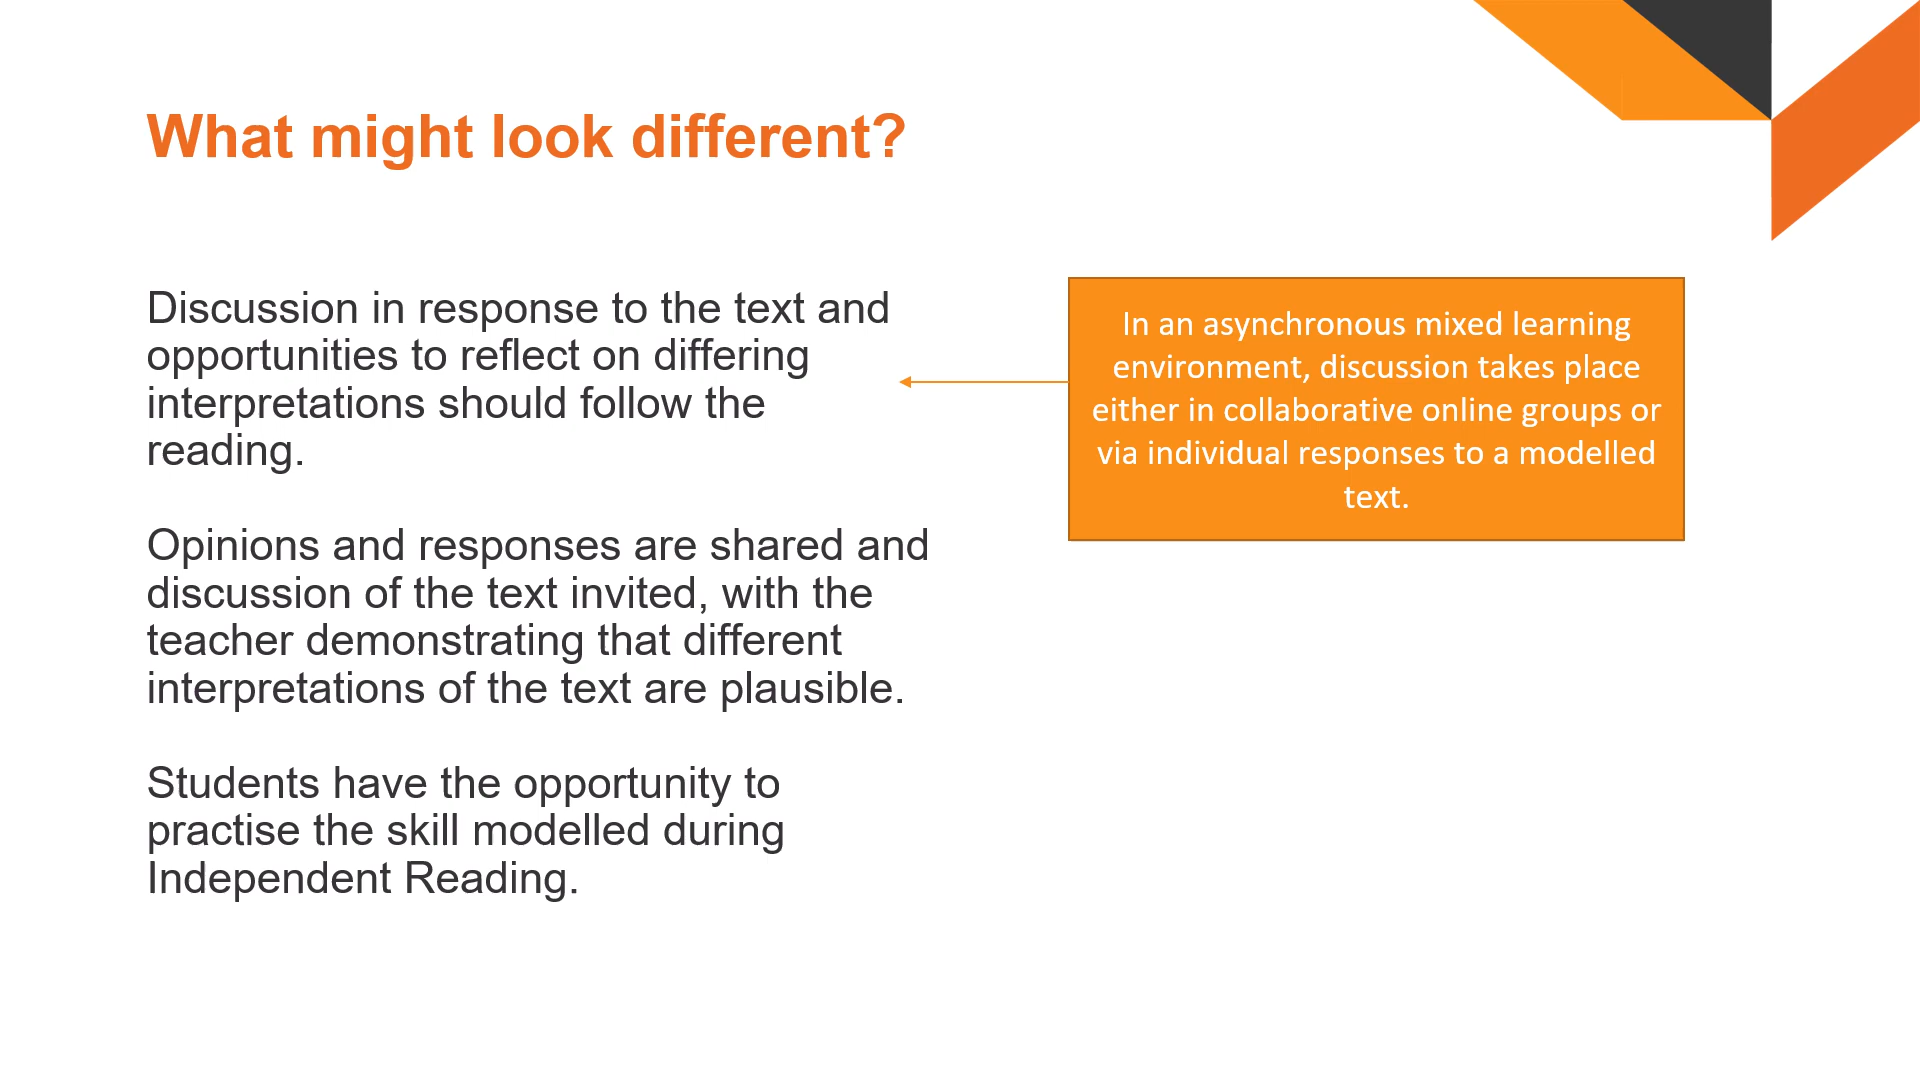 What might look different?
Discussion in response to the text and
opportunities to reflect on differing
interpretations should follow the
reading.
Opinions and responses are shared and
discussion of the text invited, with the
teacher demonstrating that different
interpretations of the text are plausible.
Students have the opportunity to
practise the skill modelled during
Independent Reading.
In an asynchronous mixed learning
environment, discussion takes place
either in collaborative online groups or
via individual responses to a modelled
text.